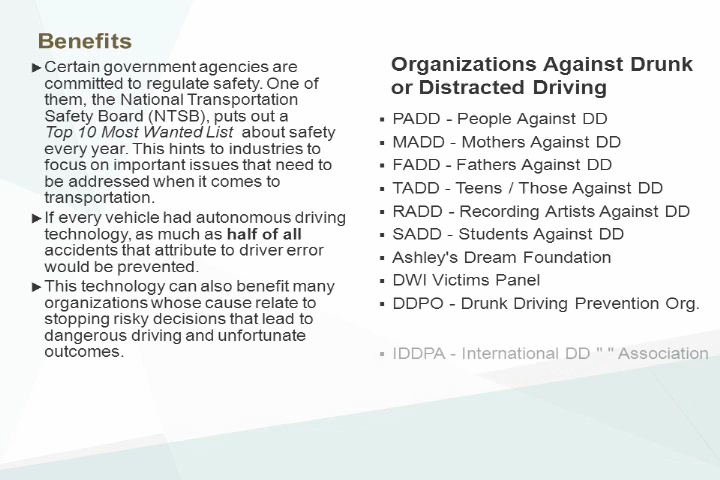 Benefits
►Certain government agencies are
committed to regulate safety. One of
them, the National Transportation
Safety Board (NTSB), puts out a
Top 10 Most Wanted List about safety
every year. This hints to industries to
focus on important issues that need to
be addressed when it comes to
transportation.
►If every vehicle had autonomous driving
technology, as much as half of all
accidents that attribute to driver error
would be prevented.
►This technology can also benefit many
organizations whose cause relate to
stopping risky decisions that lead to
dangerous driving and unfortunate
outcomes.
Organizations Against Drunk
or Distracted Driving
▪ PADD - People Against DD
▪ MADD - Mothers Against DD
▪ FADD - Fathers Against DD
▪ TADD - Teens / Those Against DD
▪ RADD - Recording Artists Against DD
▪ SADD - Students Against DD
▪ Ashley's Dream Foundation
▪ DWI Victims Panel
▪ DDPO - Drunk Driving Prevention Org.
▪ IDDPA - International DD " " Association